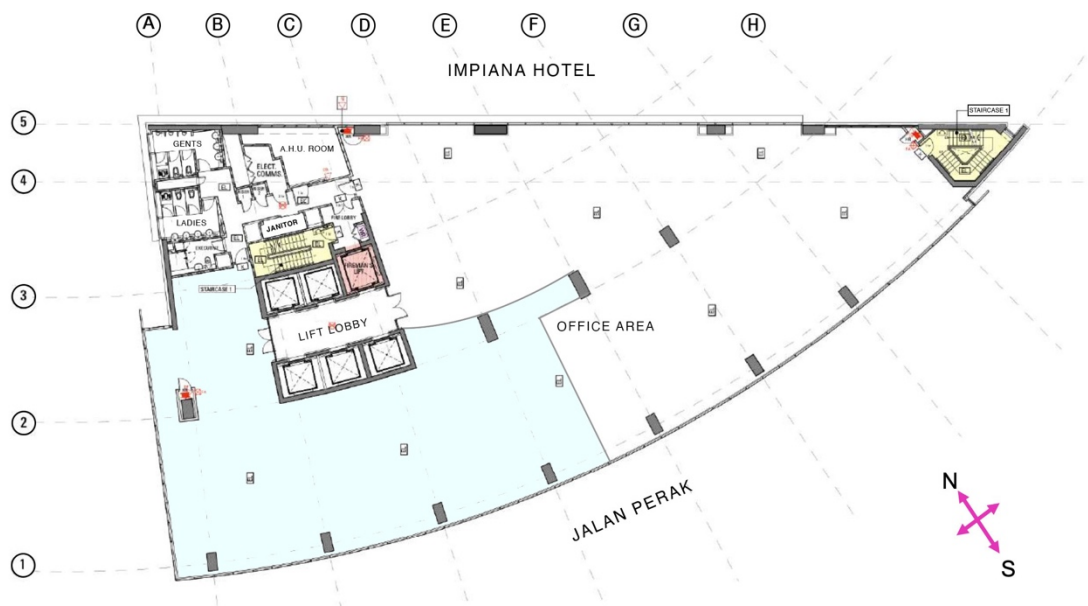 A B C D E F G H
IMPIANA HOTEL
5
STAIRCASE 1
GENTS
A.H.U. ROOM
ELECT.
COMMS
4
LADIES
JANITOR
FIREMAN'S
LIFT
STAIRCASE 1
3
LIFT LOBBY
OFFICE AREA
2
JALAN PERAK
N
S
1